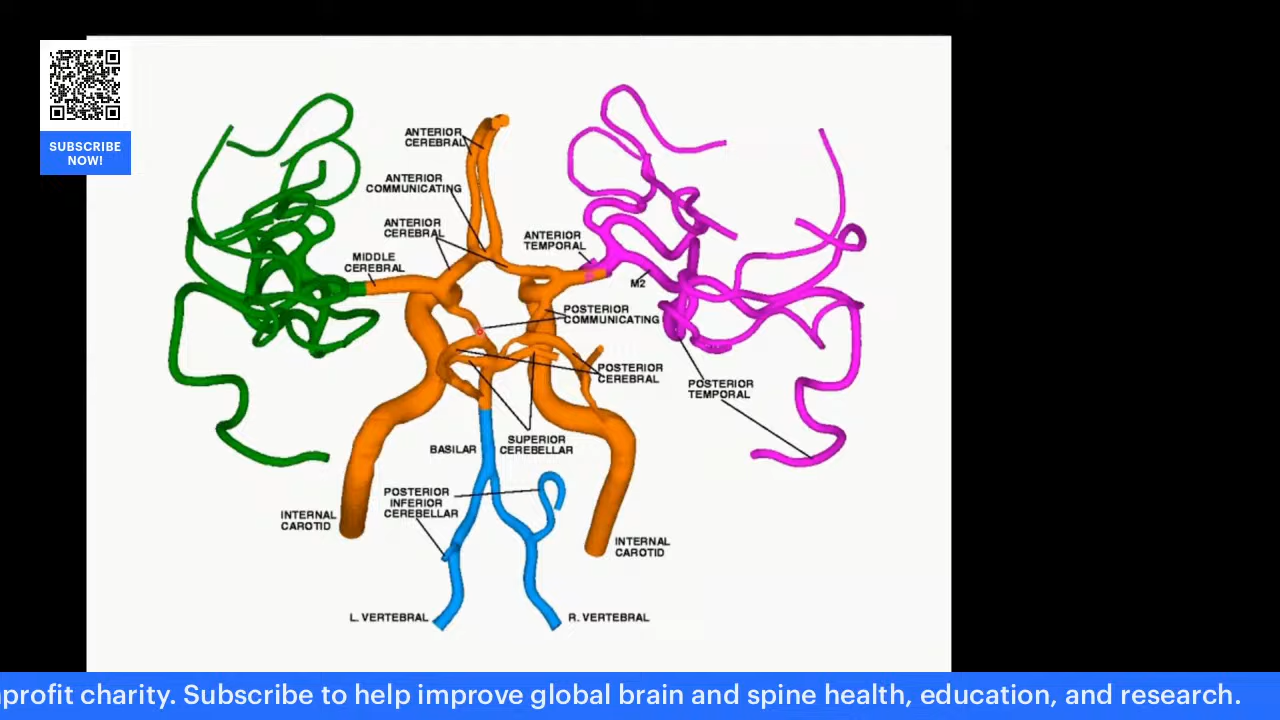 SUBSCRIBE
NOW!
ANTERIOR
CEREBRAL
ANTERIOR
COMMUNICATING
ANTERIOR
CEREBRAL
MIDDLE
CEREBRAL
ANTERIOR
TEMPORAL
M2
POSTERIOR
COMMUNICATING
POSTERIOR
CEREBRAL
POSTERIOR
TEMPORAL
BASILAR
SUPERIOR
CEREBELLAR
POSTERIOR
INFERIOR
CEREBELLAR
INTERNAL
CAROTID
INTERNAL
CAROTID
L. VERTEBRAL
R. VERTEBRAL
profit charity. Subscribe to help improve global brain and spine health, education, and research.